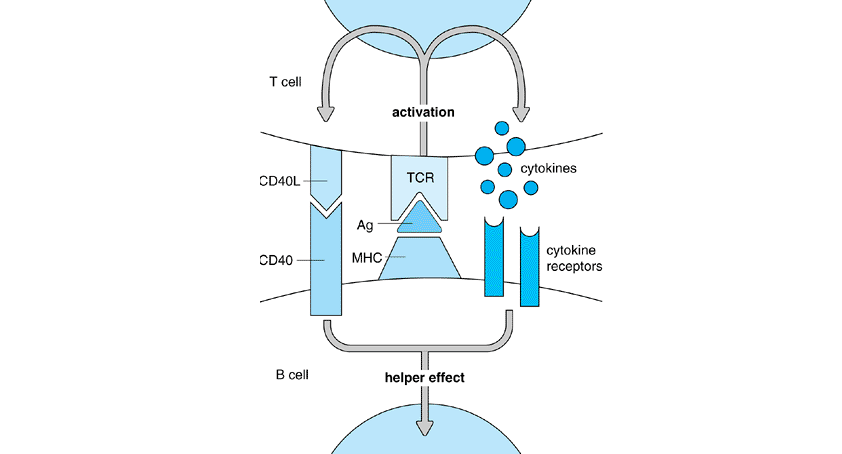 T cell
activation
cytokines
TCR
CD40L
Ag
CD40
MHC
cytokine
receptors
B cell
helper effect